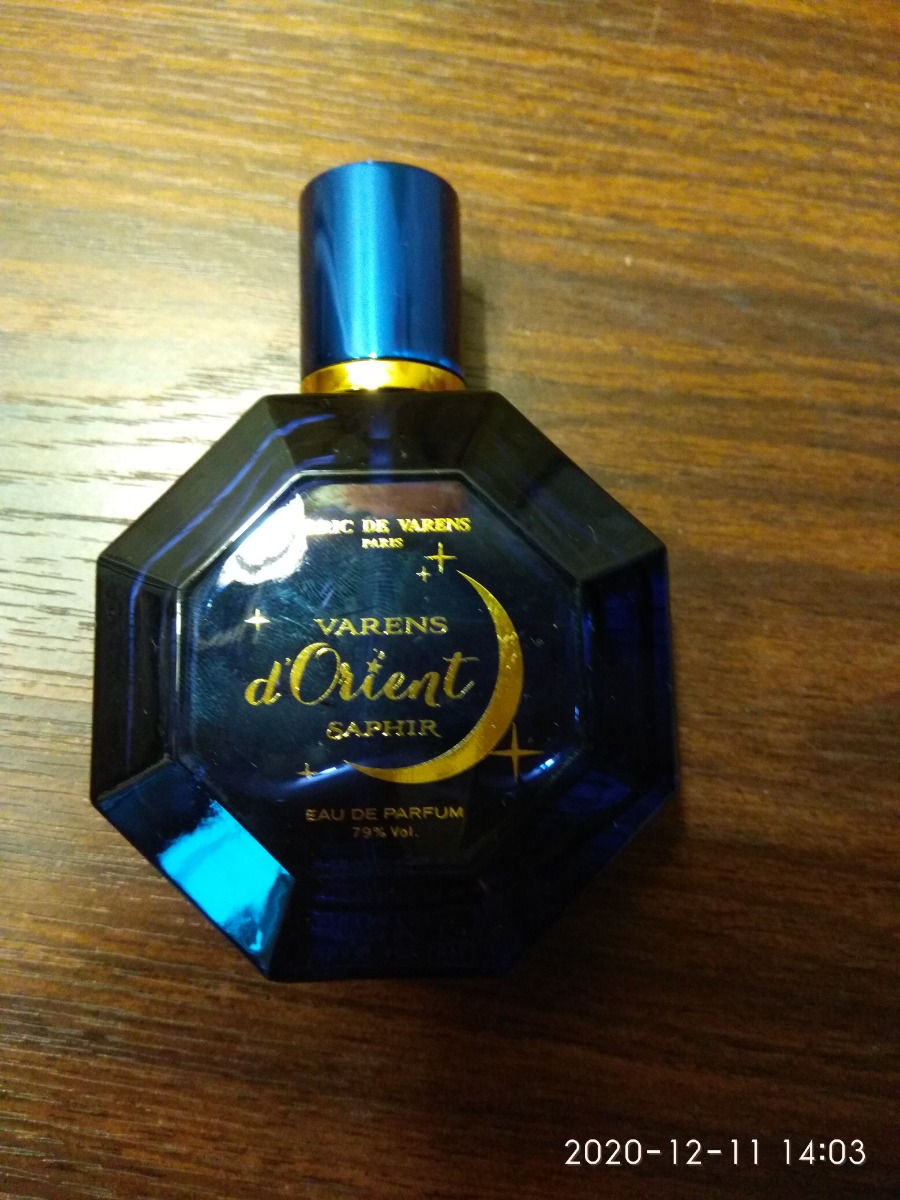 DE VARENS
PARIS
VARENS
d'Orient
SAPHIR
EAU DE PARFUM
79% Vol.
2020-12-11 14:03